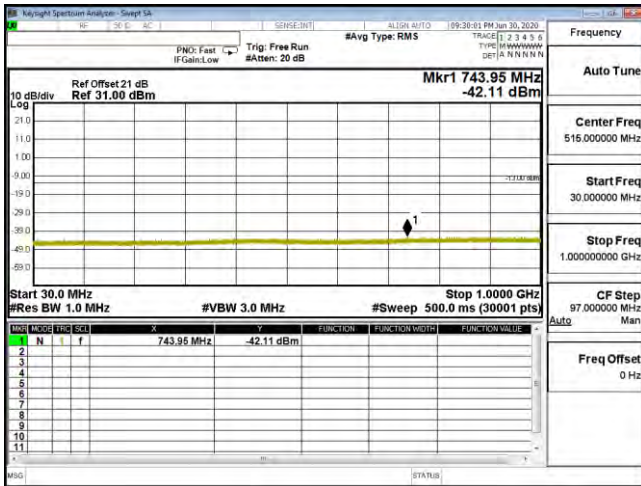 Keysight Spectrum Analyzer - Swept SA
RF 50 Ω AC SENSE:INT ALIGN AUTO 09:30:01 PM Jun 30, 2020
#Avg Type: RMS TRACE 1 2 3 4 5 6
PNO: Fast Trig: Free Run TYPE M WWWWW
IFGain:Low #Atten: 20 dB DET A N N N N N
Mkr1 743.95 MHz
Ref Offset 21 dB
10 dB/div Ref 31.00 dBm -42.11 dBm
Log
21.0
11.0
1.00
-9.00
-13.00 dBm
-19.0
-29.0
1
-39.0
-49.0
-59.0
Start 30.0 MHz Stop 1.0000 GHz
#Res BW 1.0 MHz #VBW 3.0 MHz #Sweep 500.0 ms (30001 pts)
MKR MODE TRC SCL X Y FUNCTION FUNCTION WIDTH FUNCTION VALUE
1 N 1 f 743.95 MHz -42.11 dBm
2
3
4
5
6
7
8
9
10
11
MSG STATUS
Frequency
Auto Tune
Center Freq
515.000000 MHz
Start Freq
30.000000 MHz
Stop Freq
1.000000000 GHz
CF Step
97.000000 MHz
Auto Man
Freq Offset
0 Hz